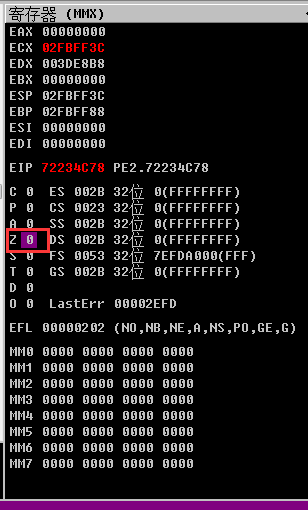 寄存器 (MMX)
EAX 00000000
ECX 02FBFF3C
EDX 003DE8B8
EBX 00000000
ESP 02FBFF3C
EBP 02FBFF88
ESI 00000000
EDI 00000000
EIP 72234C78 PE2.72234C78
C 0 ES 002B 32位 0(FFFFFFFF)
P 0 CS 0023 32位 0(FFFFFFFF)
A 0 SS 002B 32位 0(FFFFFFFF)
Z 0 DS 002B 32位 0(FFFFFFFF)
S 0 FS 0053 32位 7EFDA000(FFF)
T 0 GS 002B 32位 0(FFFFFFFF)
D 0
O 0 LastErr 00002EFD
EFL 00000202 (NO,NB,NE,A,NS,PO,GE,G)
MM0 0000 0000 0000 0000
MM1 0000 0000 0000 0000
MM2 0000 0000 0000 0000
MM3 0000 0000 0000 0000
MM4 0000 0000 0000 0000
MM5 0000 0000 0000 0000
MM6 0000 0000 0000 0000
MM7 0000 0000 0000 0000